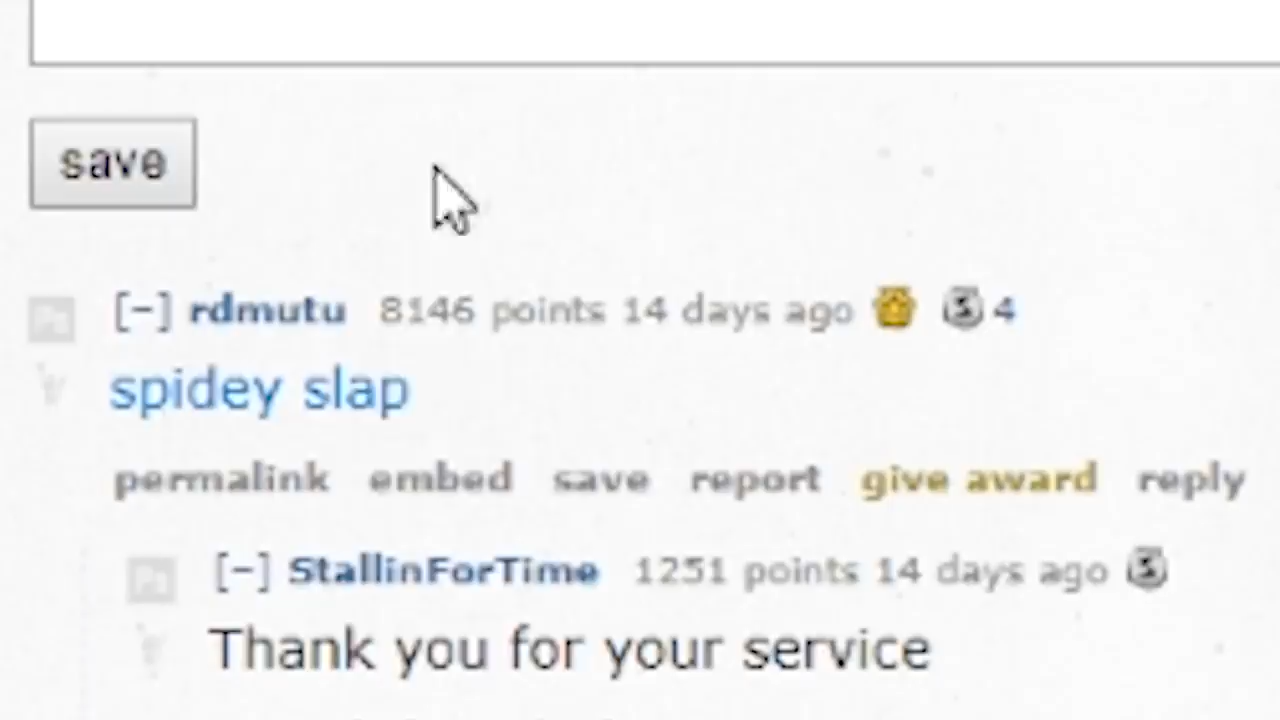 save
[−] rdmutu 8146 points 14 days ago 4
spidey slap
permalink embed save report give award reply
[−] StallinForTime 1251 points 14 days ago
Thank you for your service